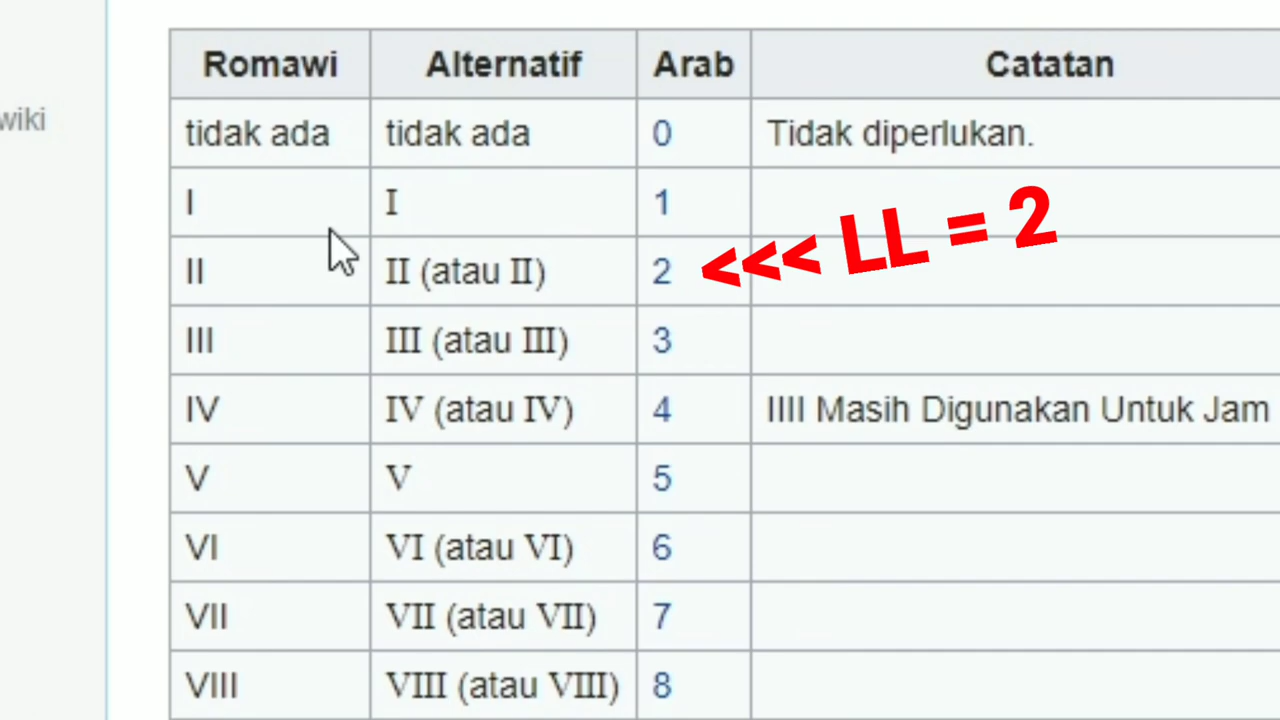 wiki
Romawi Alternatif Arab Catatan
tidak ada tidak ada 0 Tidak diperlukan.
I I 1
II II (atau Ⅱ) 2 <<< LL = 2
III III (atau Ⅲ) 3
IV IV (atau Ⅳ) 4 IIII Masih Digunakan Untuk Jam
V V 5
VI VI (atau Ⅵ) 6
VII VII (atau Ⅶ) 7
VIII VIII (atau Ⅷ) 8